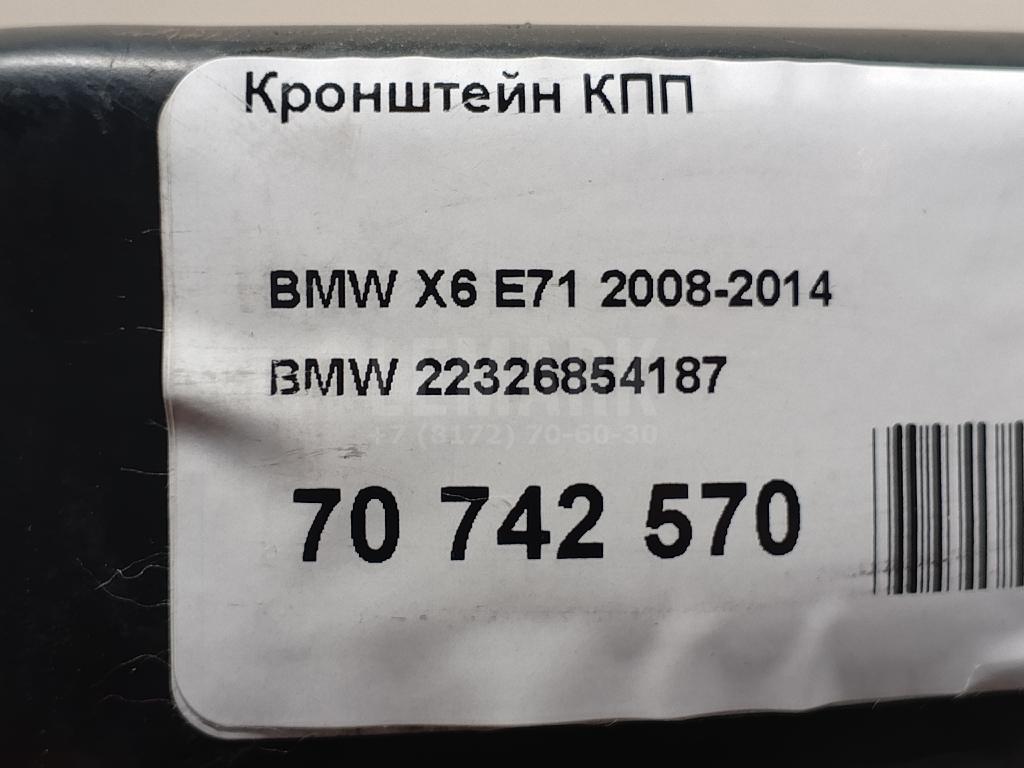 Кронштейн КПП
BMW X6 E71 2008-2014
BMW 22326854187
LEMARK
+7 (8172) 70-60-30
70 742 570